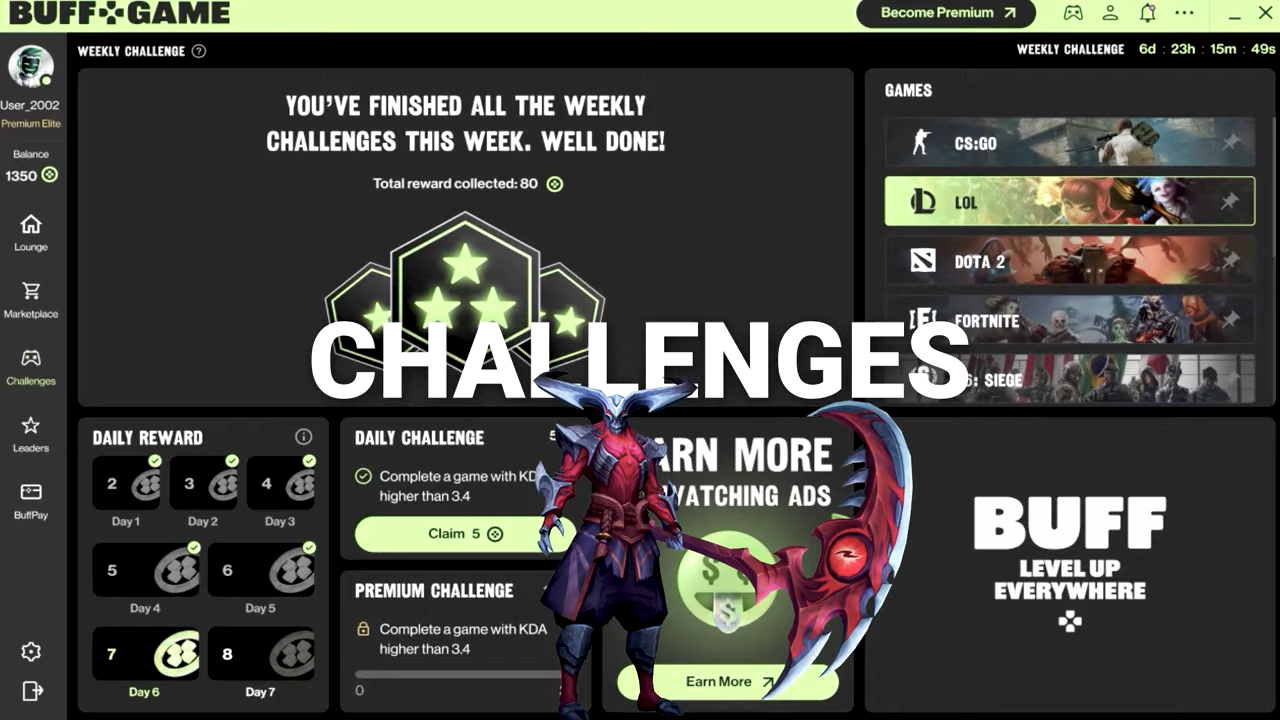 BUFF GAME
Become Premium
WEEKLY CHALLENGE ?
WEEKLY CHALLENGE 6d : 23h : 15m : 49s
User_2002
Premium Elite
Balance
1350
Lounge
Marketplace
Challenges
Leaders
BuffPay
YOU'VE FINISHED ALL THE WEEKLY
CHALLENGES THIS WEEK. WELL DONE!
Total reward collected: 80
GAMES
CS:GO
LOL
DOTA 2
FORTNITE
SIEGE
CHALLENGES
DAILY REWARD
2
3
4
Day 1
Day 2
Day 3
5
6
Day 4
Day 5
7
8
Day 6
Day 7
DAILY CHALLENGE
Complete a game with KD
higher than 3.4
Claim 5
PREMIUM CHALLENGE
Complete a game with KDA
higher than 3.4
0
ARN MORE
WATCHING ADS
Earn More
BUFF
LEVEL UP
EVERYWHERE